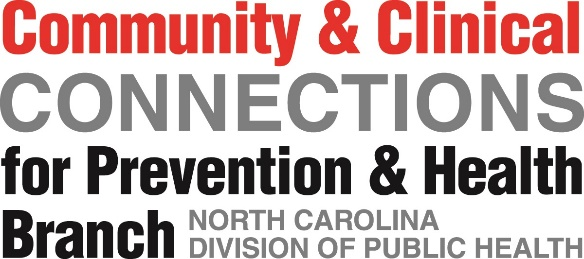 Community & Clinical
CONNECTIONS
for Prevention & Health
Branch NORTH CAROLINA
DIVISION OF PUBLIC HEALTH